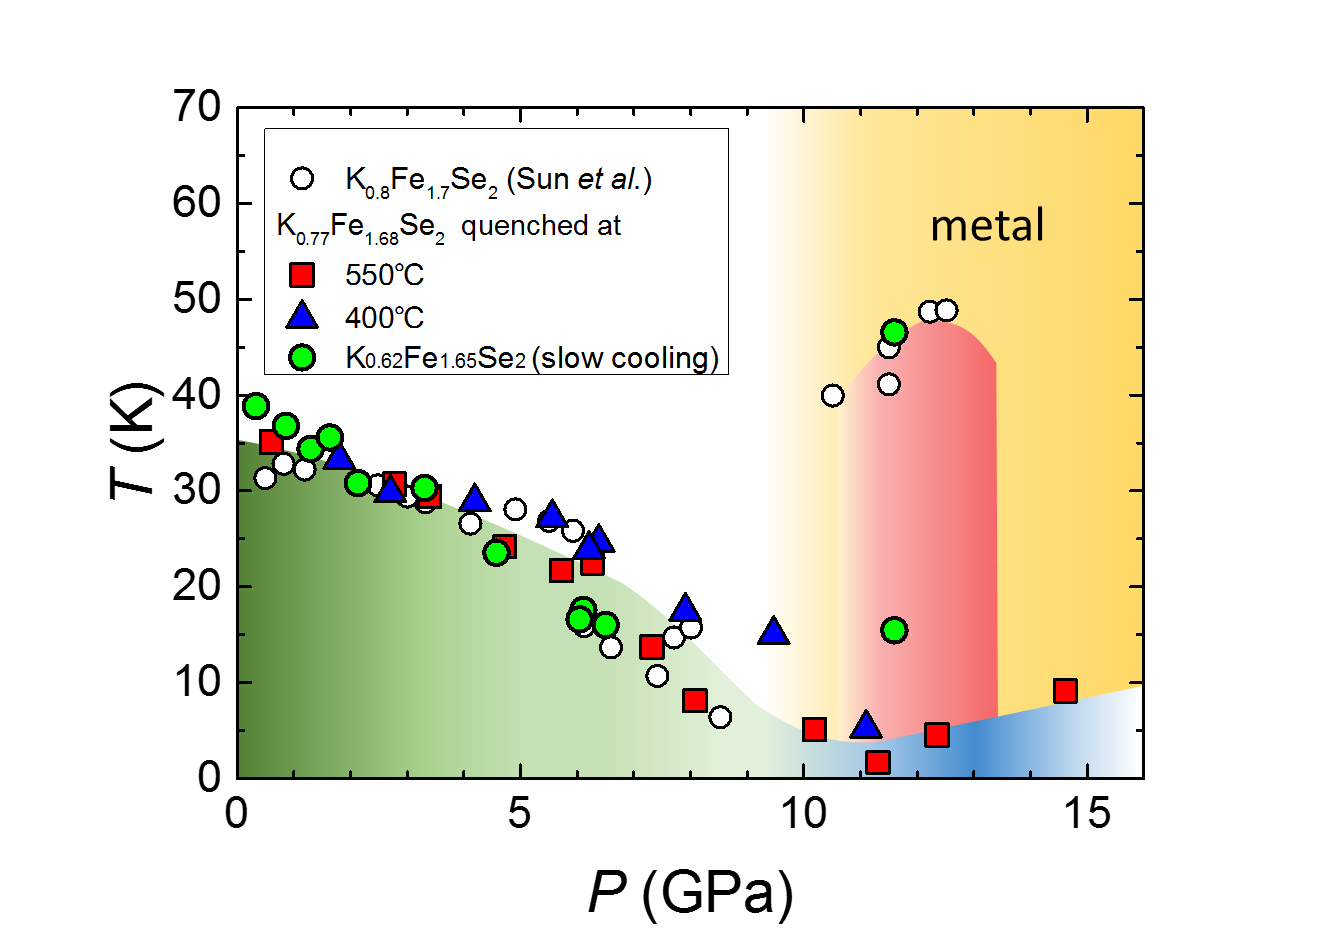 70
60
50
40
30
20
10
0
T (K)
K0.8Fe1.7Se2 (Sun et al.)
K0.77Fe1.68Se2 quenched at
550℃
400℃
K0.62Fe1.65Se2 (slow cooling)
metal
0 5 10 15
P (GPa)